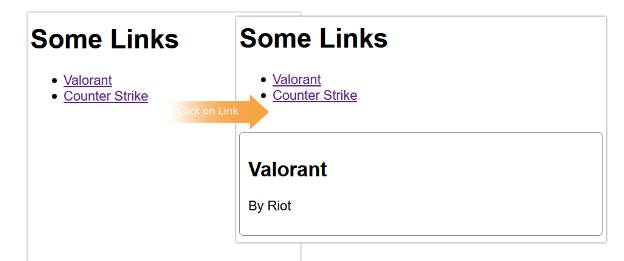 Some Links
Valorant
Counter Strike
Click on Link
Some Links
Valorant
Counter Strike
Valorant
By Riot